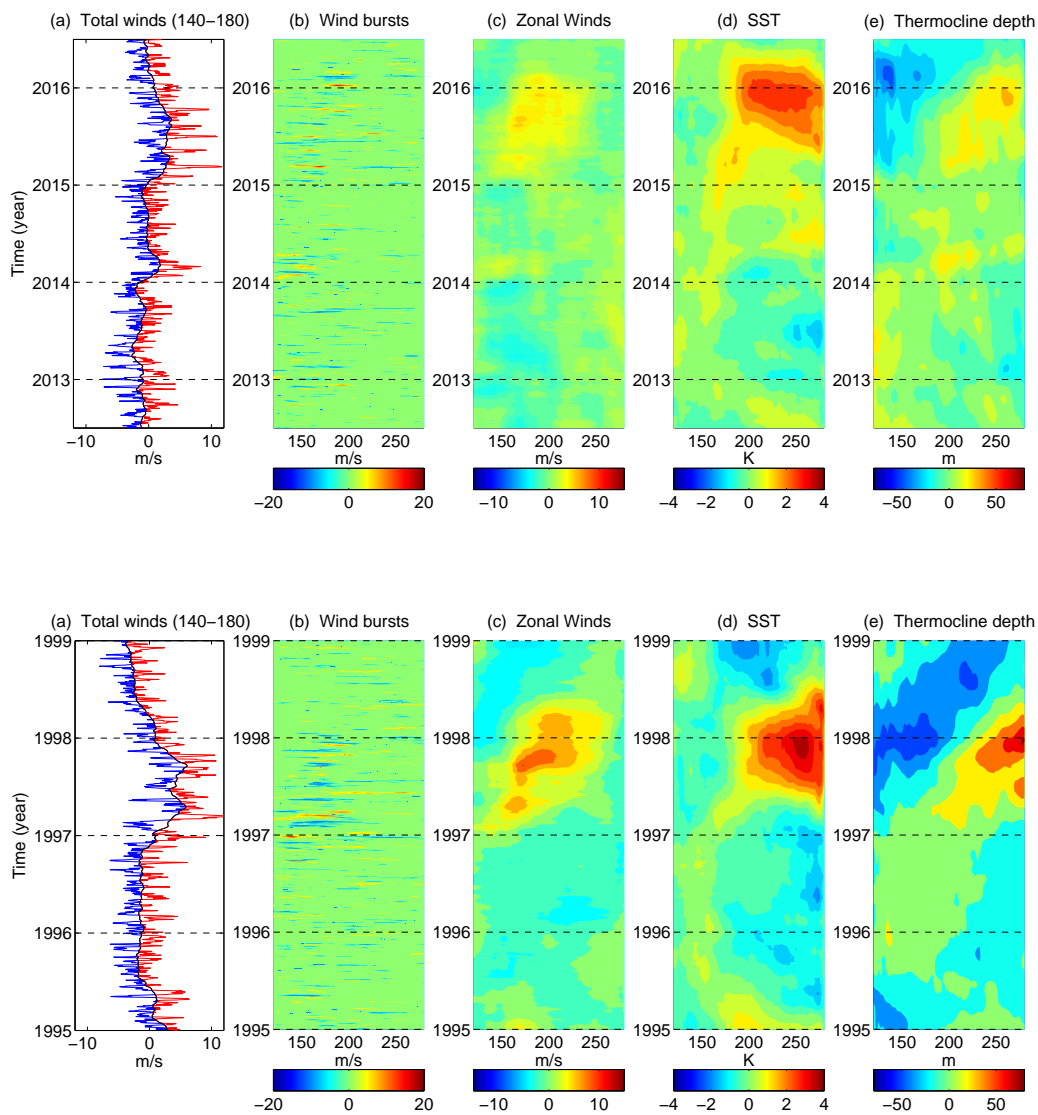 (a) Total winds (140−180)
(b) Wind bursts
(c) Zonal Winds
(d) SST
(e) Thermocline depth
Time (year)
2016 2016 2016 2016 2016
2015 2015 2015 2015 2015
2014 2014 2014 2014 2014
2013 2013 2013 2013 2013
−10 0 10
150 200 250
150 200 250
150 200 250
150 200 250
m/s
m/s
m/s
K
m
−20 0 20
−10 0 10
−4 −2 0 2 4
−50 0 50
(a) Total winds (140−180)
(b) Wind bursts
(c) Zonal Winds
(d) SST
(e) Thermocline depth
Time (year)
1999 1999 1999 1999 1999
1998 1998 1998 1998 1998
1997 1997 1997 1997 1997
1996 1996 1996 1996 1996
1995 1995 1995 1995 1995
−10 0 10
150 200 250
150 200 250
150 200 250
150 200 250
m/s
m/s
m/s
K
m
−20 0 20
−10 0 10
−4 −2 0 2 4
−50 0 50